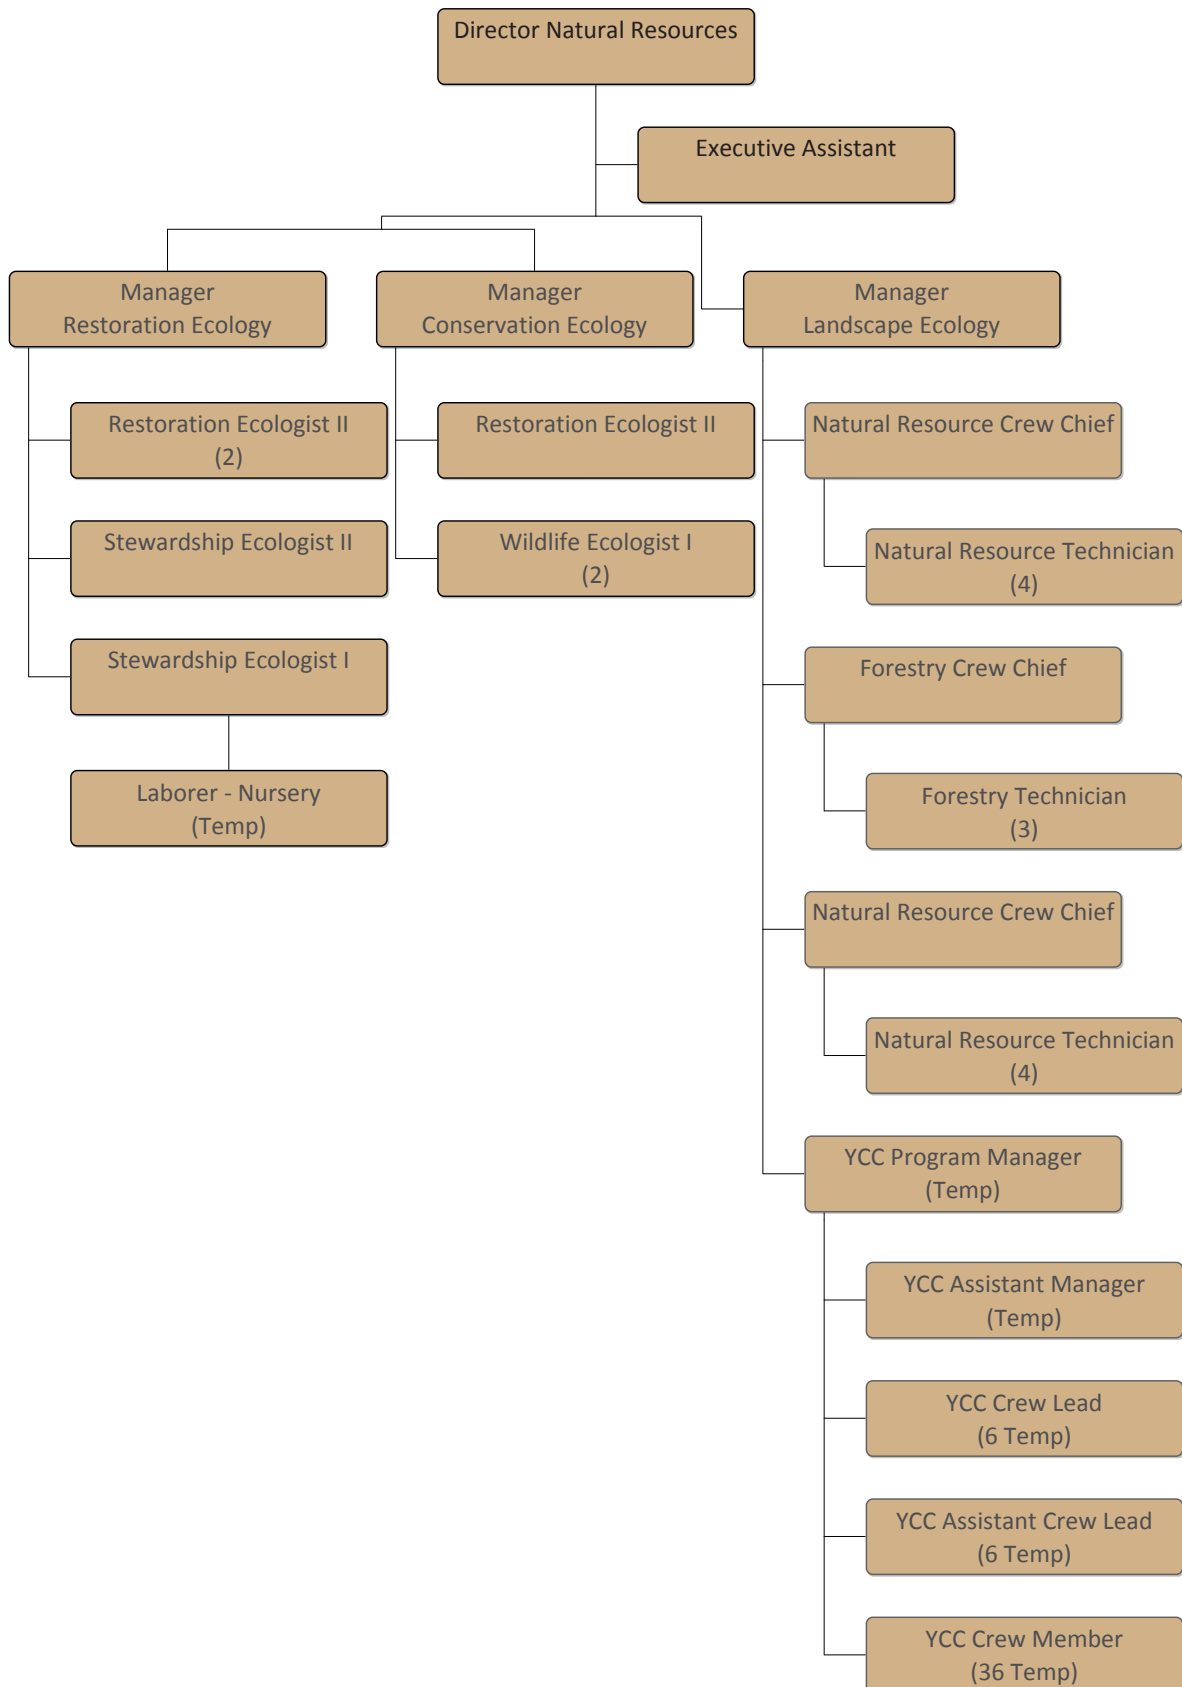 Director Natural Resources
Executive Assistant
Manager
Restoration Ecology
Restoration Ecologist II
(2)
Stewardship Ecologist II
Stewardship Ecologist I
Laborer - Nursery
(Temp)
Manager
Conservation Ecology
Restoration Ecologist II
Wildlife Ecologist I
(2)
Manager
Landscape Ecology
Natural Resource Crew Chief
Natural Resource Technician
(4)
Forestry Crew Chief
Forestry Technician
(3)
Natural Resource Crew Chief
Natural Resource Technician
(4)
YCC Program Manager
(Temp)
YCC Assistant Manager
(Temp)
YCC Crew Lead
(6 Temp)
YCC Assistant Crew Lead
(6 Temp)
YCC Crew Member
(36 Temp)